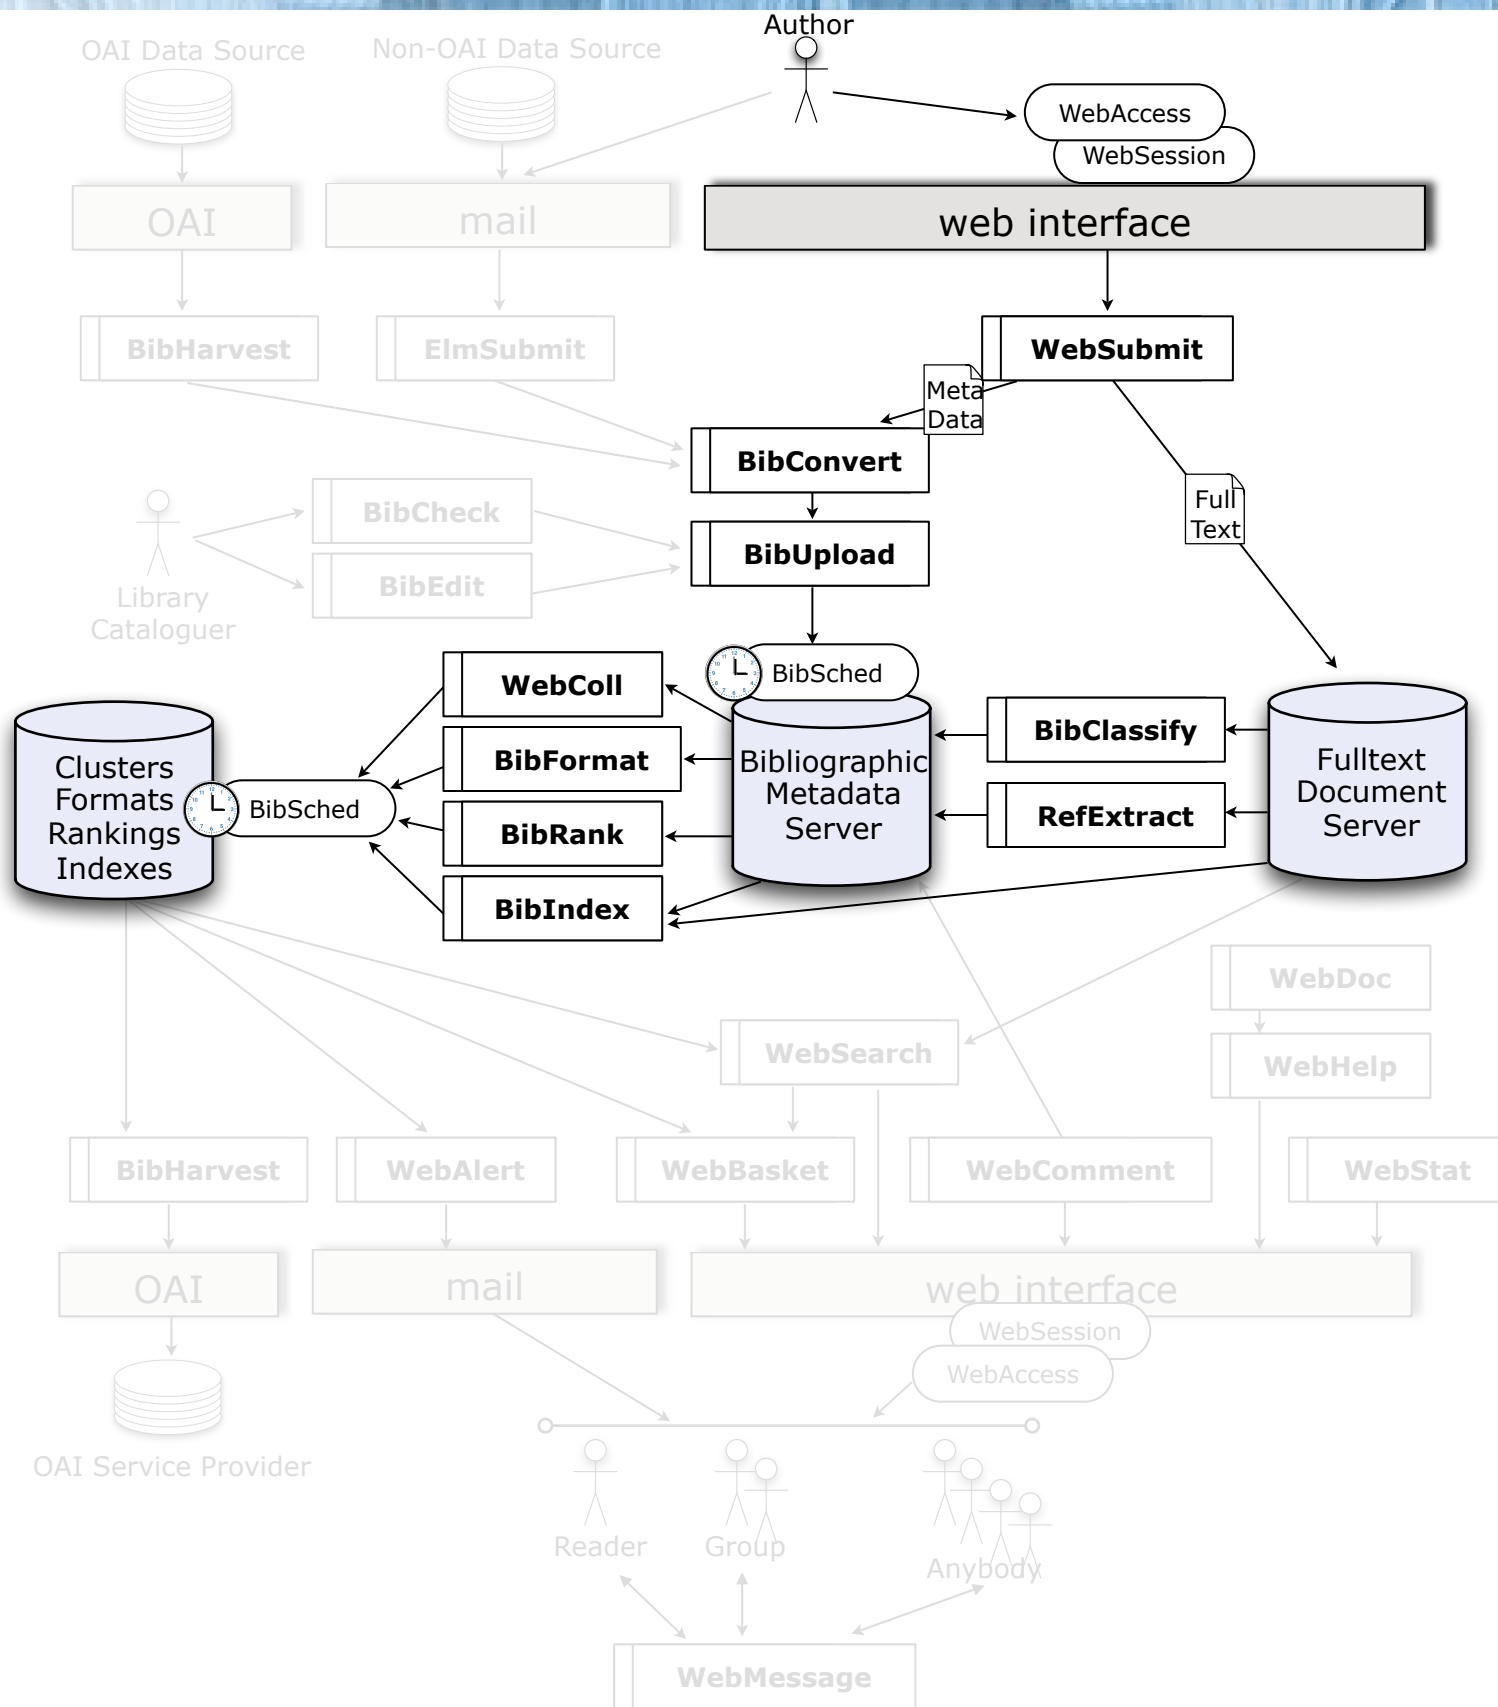 Author
OAI Data Source
Non-OAI Data Source
WebAccess
WebSession
OAI
mail
web interface
BibHarvest
ElmSubmit
WebSubmit
Meta
Data
BibConvert
Full
Text
BibCheck
BibUpload
BibEdit
Library
Cataloguer
WebColl
BibSched
BibClassify
Clusters
Formats
Rankings
Indexes
BibSched
BibFormat
Bibliographic
Metadata
Server
Fulltext
Document
Server
BibRank
RefExtract
BibIndex
WebDoc
WebSearch
WebHelp
BibHarvest
WebAlert
WebBasket
WebComment
WebStat
OAI
mail
web interface
WebSession
WebAccess
OAI Service Provider
Reader
Group
Anybody
WebMessage